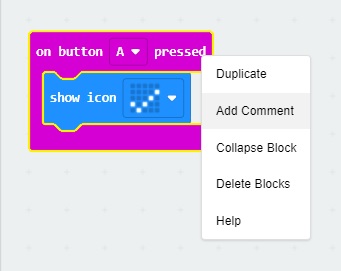 on button A pressed
show icon
Duplicate
Add Comment
Collapse Block
Delete Blocks
Help